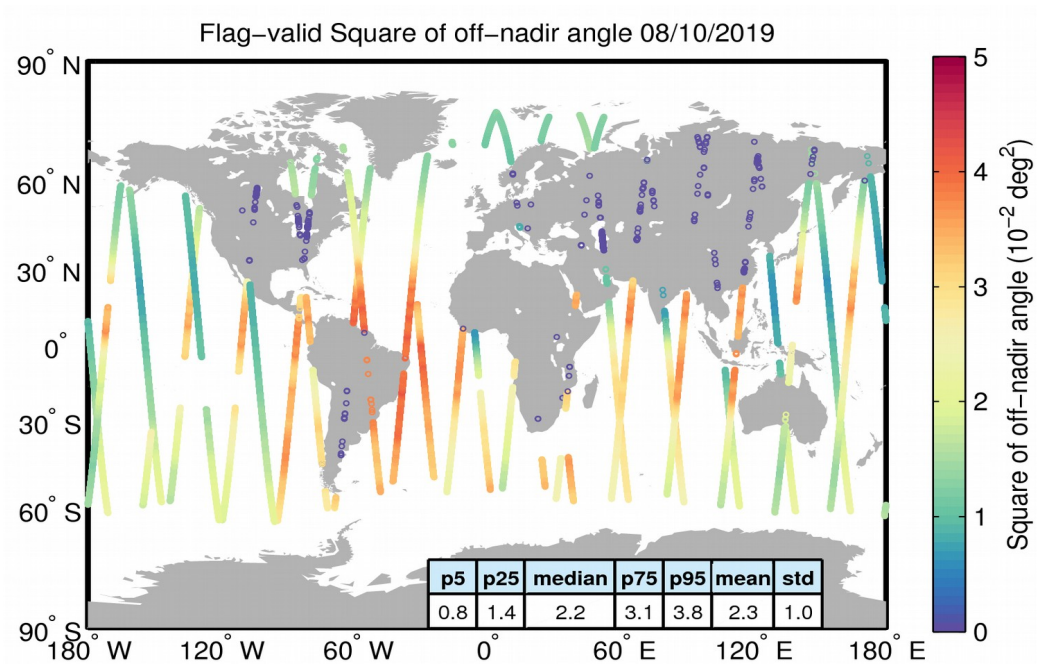 Flag-valid Square of off-nadir angle 08/10/2019
90° N
60° N
30° N
0°
30° S
60° S
90° S
180° W
120° W
60° W
0°
60° E
120° E
180° E
p5 p25 median p75 p95 mean std
0.8 1.4 2.2 3.1 3.8 2.3 1.0
5
4
3
2
1
0
Square of off-nadir angle (10⁻² deg²)